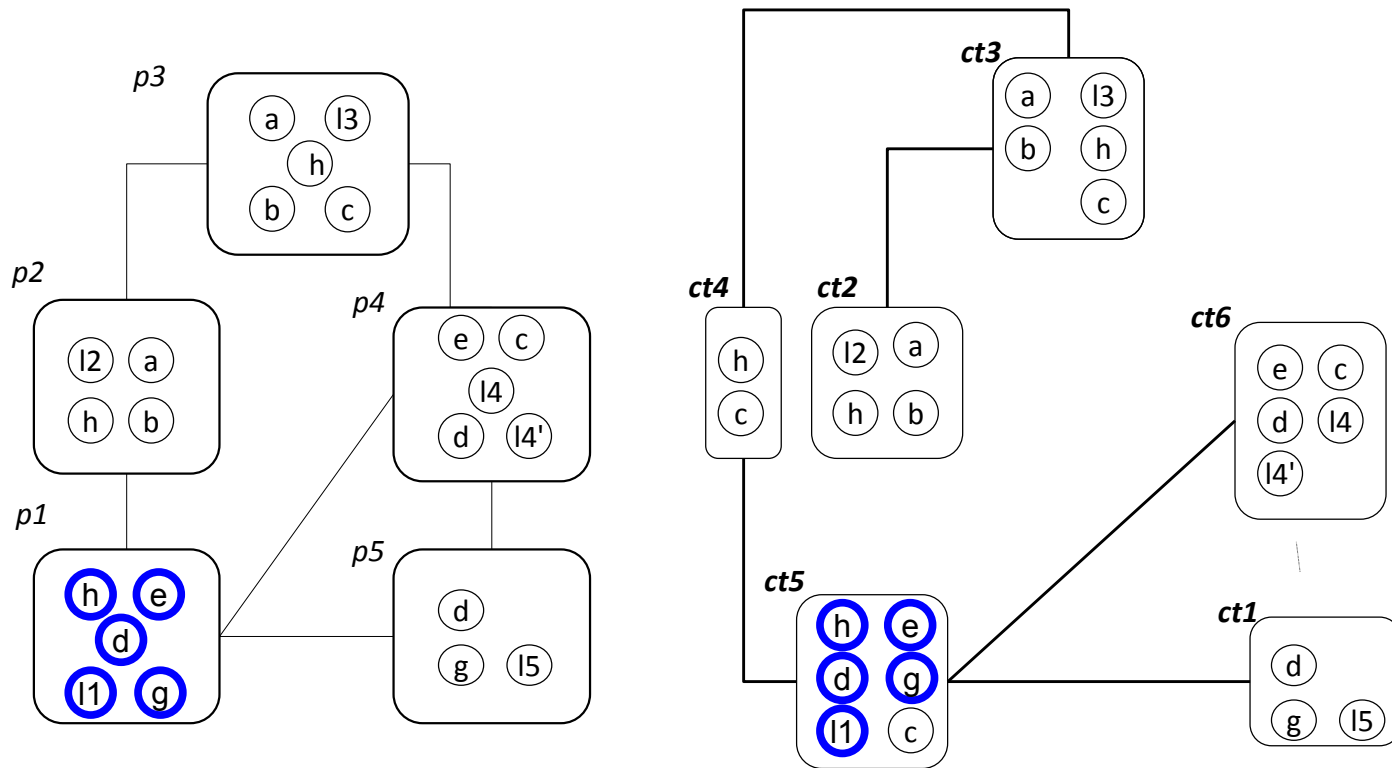 p3
a l3
h
b c
p2
l2 a
h b
p4
e c
l4
d l4'
p1
h e
d
l1 g
p5
d
g l5
ct3
a l3
b h
c
ct4
h
c
ct2
l2 a
h b
ct6
e c
d l4
l4'
ct5
h e
d g
l1 c
ct1
d
g l5